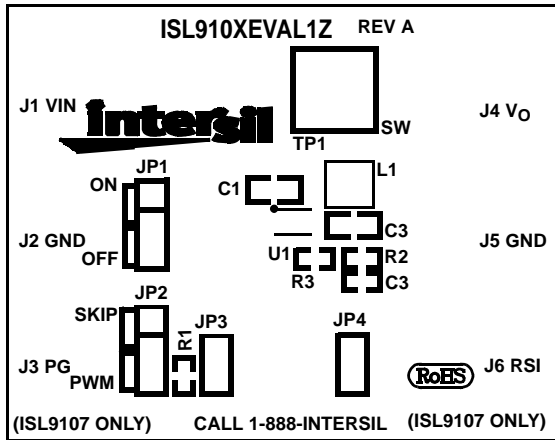 ISL910XEVAL1Z REV A
J1 VIN
intersil
SW
TP1
J4 VO
JP1
ON
C1
L1
J2 GND
OFF
C3
U1
R2
R3
C3
J5 GND
JP2
SKIP
R1
JP3
JP4
J3 PG
PWM
RoHS
J6 RSI
(ISL9107 ONLY) CALL 1-888-INTERSIL (ISL9107 ONLY)